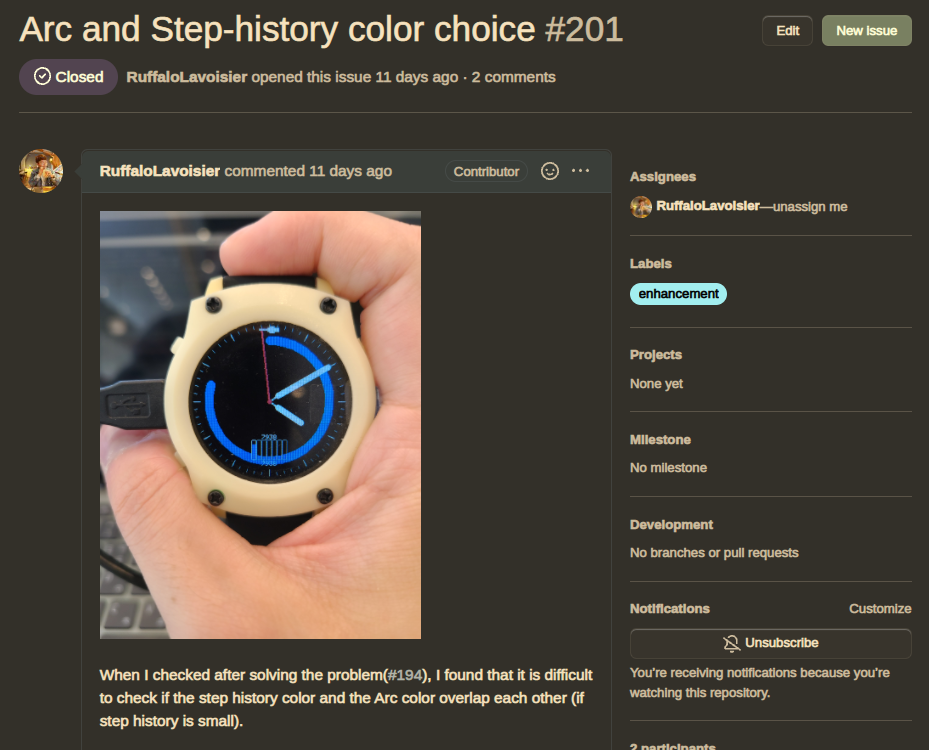 Arc and Step-history color choice #201
Edit
New Issue
Closed
RuffaloLavoisier opened this issue 11 days ago · 2 comments
RuffaloLavoisier commented 11 days ago
Contributor
Assignees
RuffaloLavoisier—unassign me
Labels
enhancement
Projects
None yet
Milestone
No milestone
Development
No branches or pull requests
Notifications
Customize
Unsubscribe
You're receiving notifications because you're
watching this repository.
2 participants
When I checked after solving the problem(#194), I found that it is difficult
to check if the step history color and the Arc color overlap each other (if
step history is small).